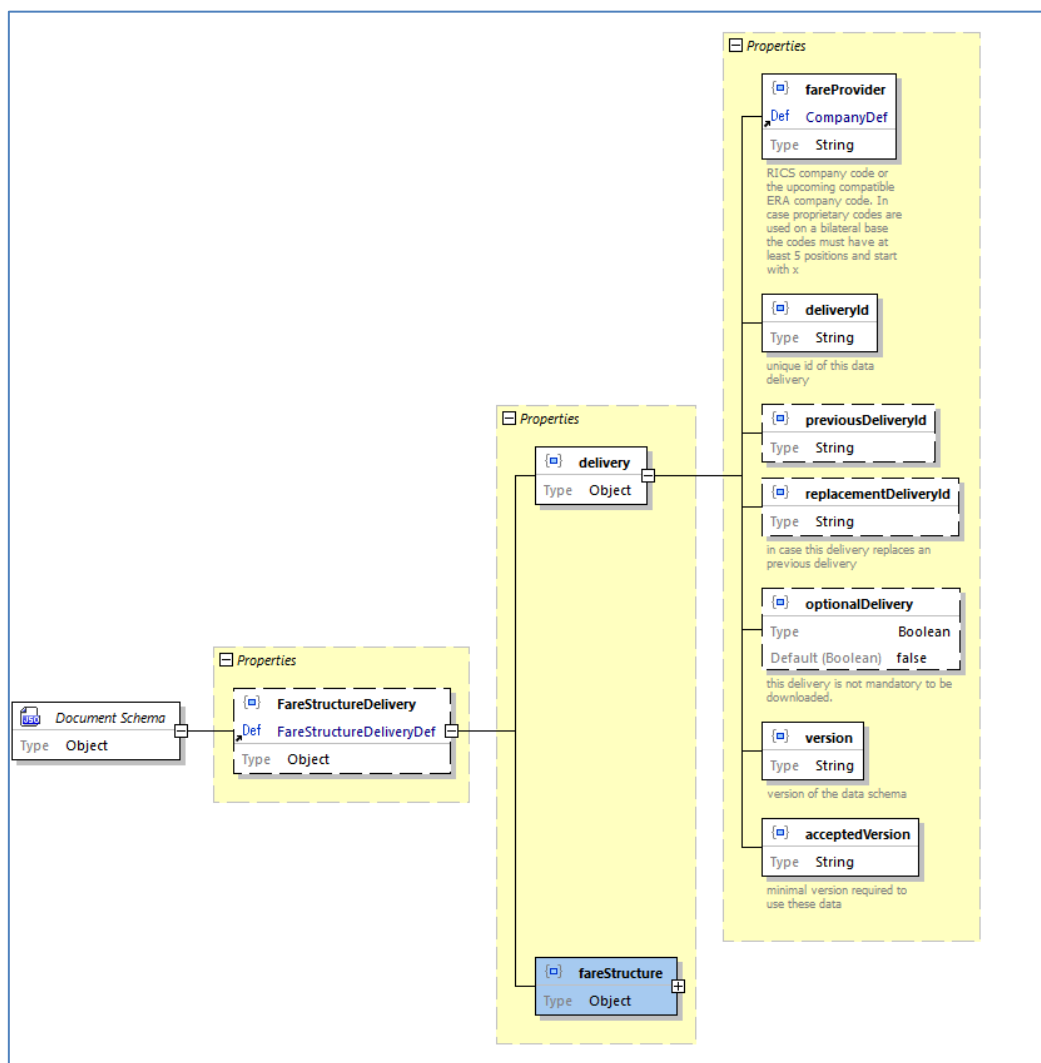 Properties
fareProvider
Def CompanyDef
Type String
RICS company code or
the upcoming compatible
ERA company code. In
case proprietary codes are
used on a bilateral base
the codes must have at
least 5 positions and start
with x
deliveryId
Type String
unique id of this data
delivery
previousDeliveryId
Type String
replacementDeliveryId
Type String
in case this delivery replaces an
previous delivery
optionalDelivery
Type Boolean
Default (Boolean) false
this delivery is not mandatory to be
downloaded.
version
Type String
version of the data schema
acceptedVersion
Type String
minimal version required to
use these data
Properties
delivery
Type Object
fareStructure
Type Object
Properties
FareStructureDelivery
Def FareStructureDeliveryDef
Type Object
JSO Document Schema
Type Object